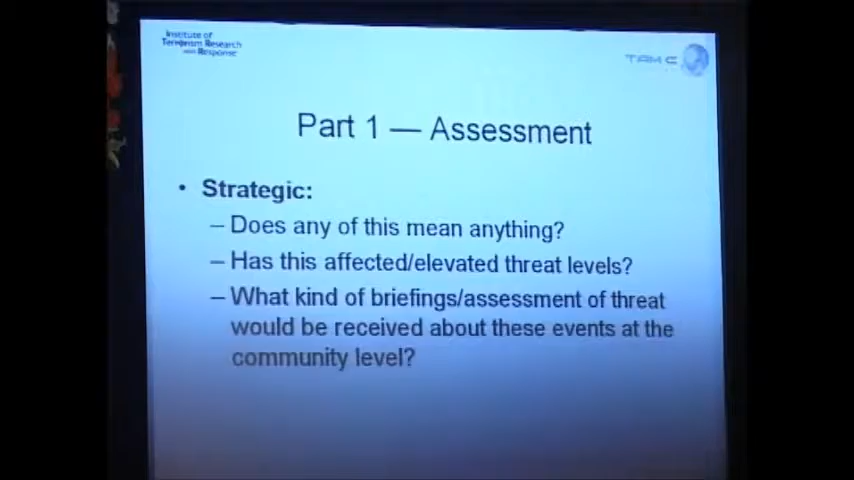 Institute of
Terrorism Research
and Response
TAM C
Part 1 — Assessment
• Strategic:
– Does any of this mean anything?
– Has this affected/elevated threat levels?
– What kind of briefings/assessment of threat
would be received about these events at the
community level?